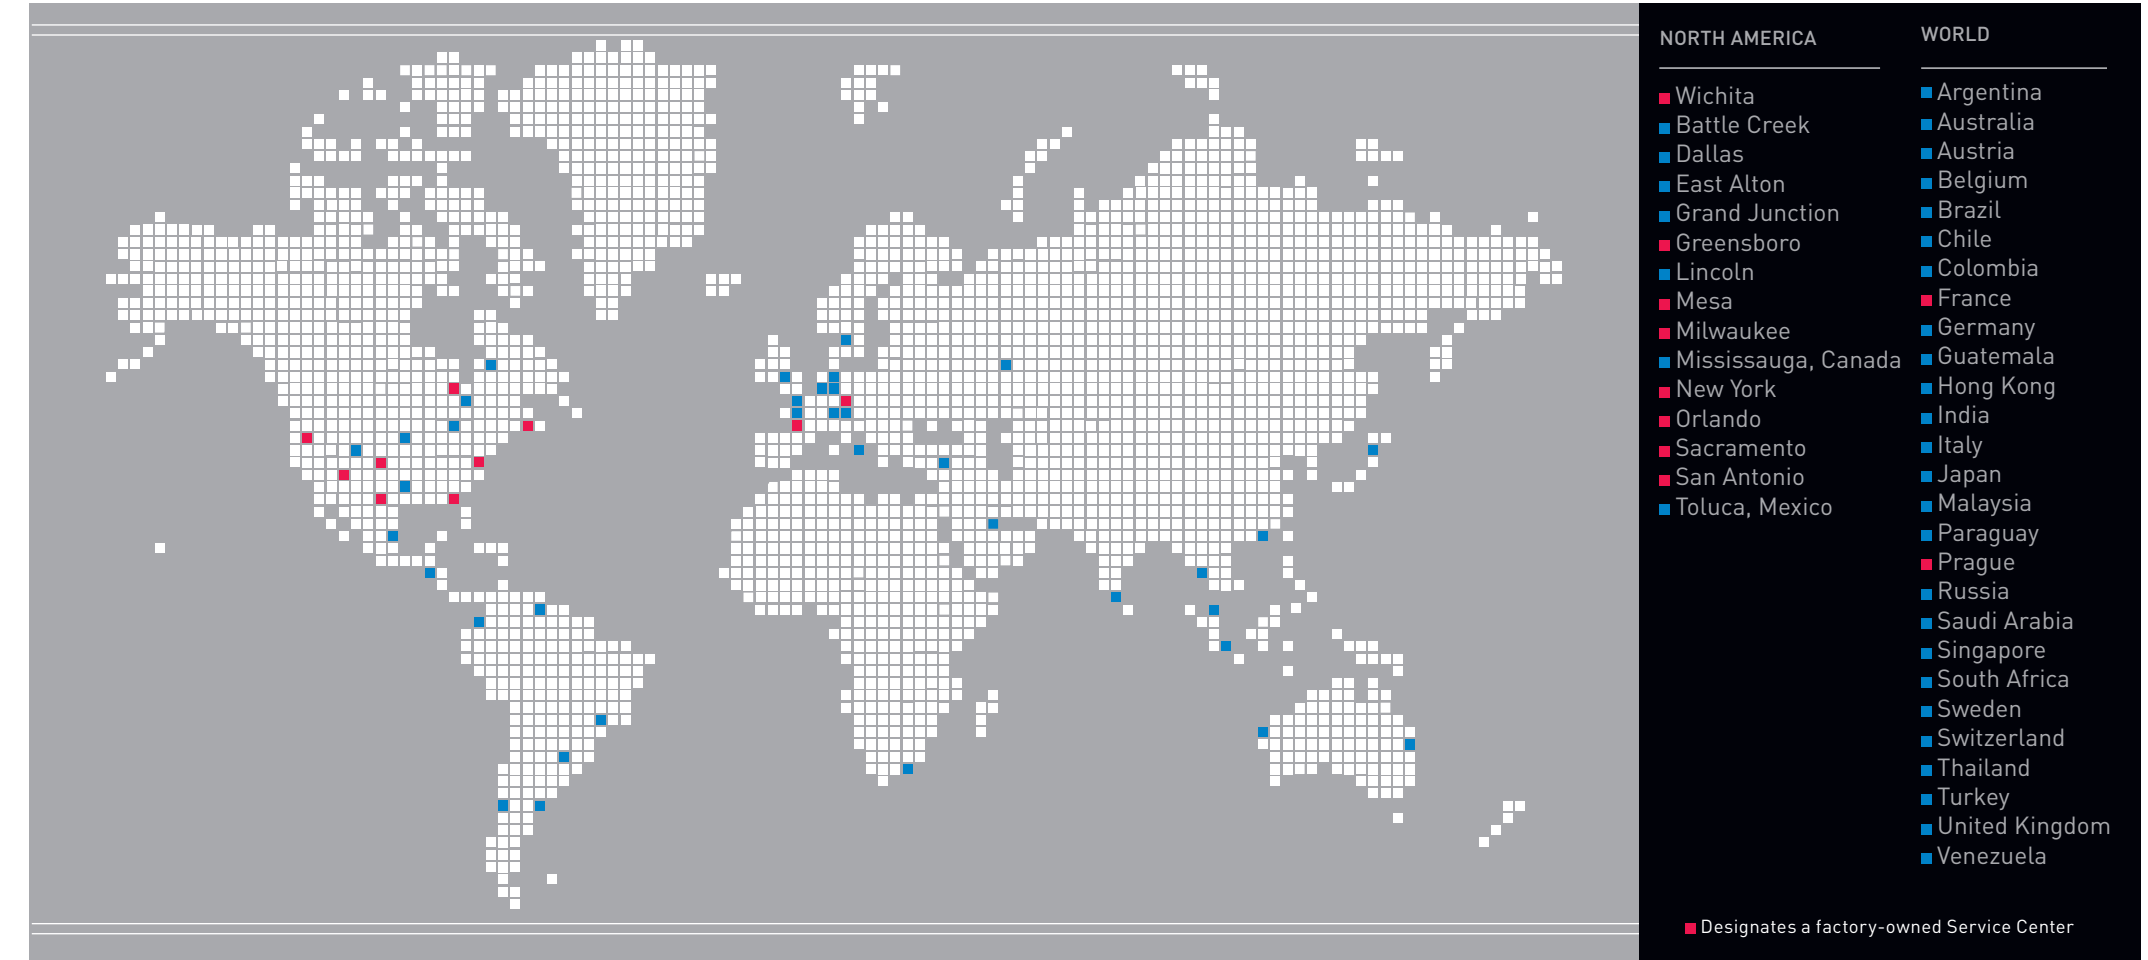 NORTH AMERICA
Wichita
Battle Creek
Dallas
East Alton
Grand Junction
Greensboro
Lincoln
Mesa
Milwaukee
Mississauga, Canada
New York
Orlando
Sacramento
San Antonio
Toluca, Mexico
WORLD
Argentina
Australia
Austria
Belgium
Brazil
Chile
Colombia
France
Germany
Guatemala
Hong Kong
India
Italy
Japan
Malaysia
Paraguay
Prague
Russia
Saudi Arabia
Singapore
South Africa
Sweden
Switzerland
Thailand
Turkey
United Kingdom
Venezuela
Designates a factory-owned Service Center